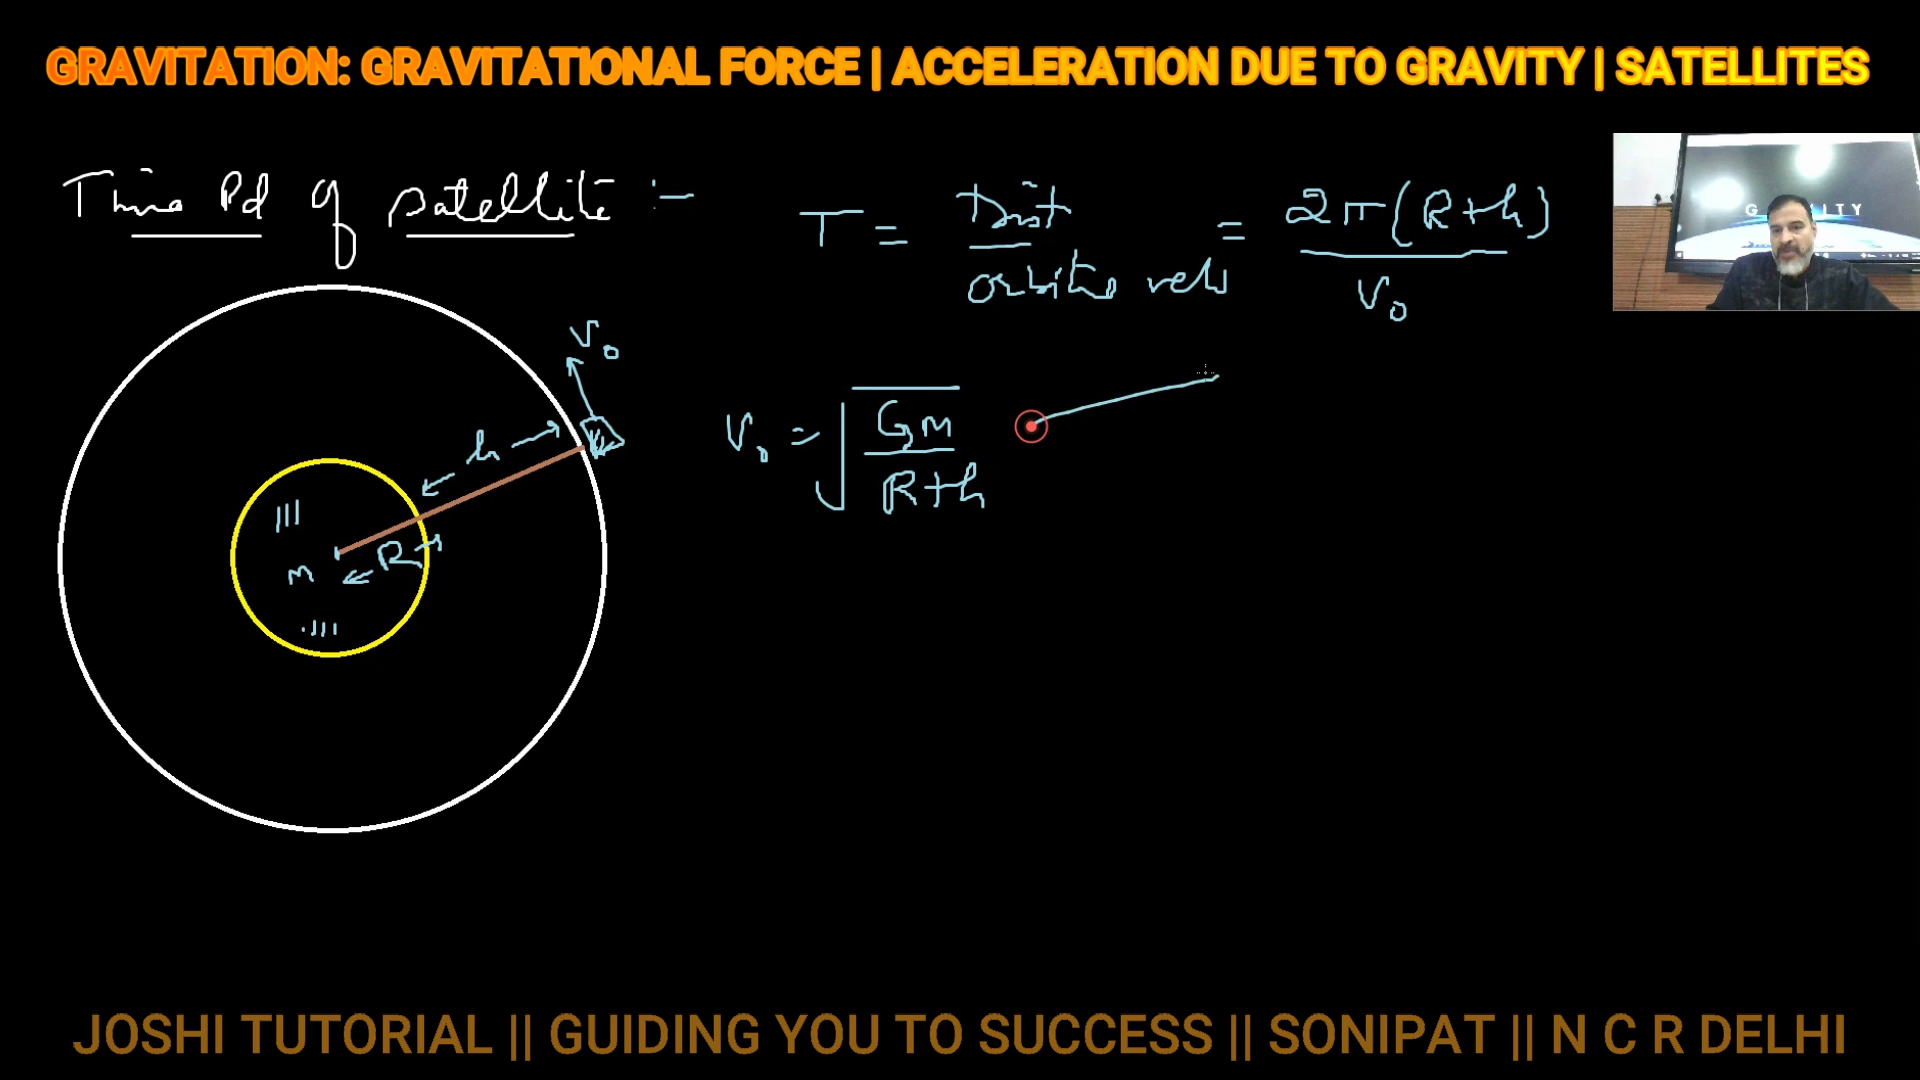 GRAVITATION: GRAVITATIONAL FORCE | ACCELERATION DUE TO GRAVITY | SATELLITES
Time Pd of satellite :-
T = Dist / orbital velo = 2π(R+h) / V₀
V₀
h
R
M
V₀ = √(GM / R+h)
JOSHI TUTORIAL || GUIDING YOU TO SUCCESS || SONIPAT || N C R DELHI